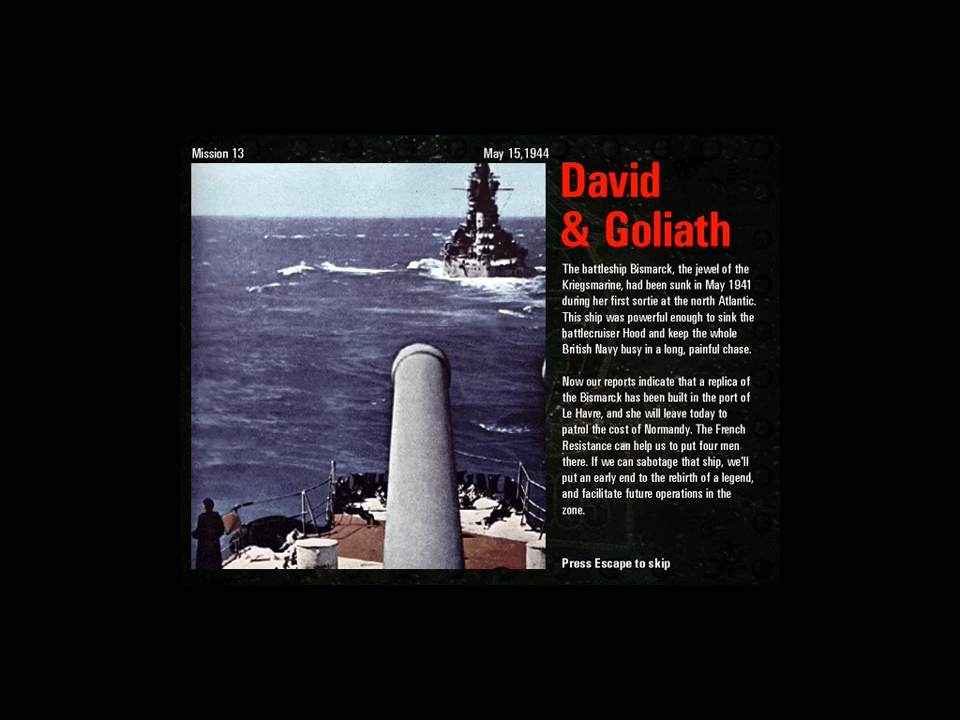 Mission 13
May 15,1944
David
& Goliath
The battleship Bismarck, the jewel of the
Kriegsmarine, had been sunk in May 1941
during her first sortie at the north Atlantic.
This ship was powerful enough to sink the
battlecruiser Hood and keep the whole
British Navy busy in a long, painful chase.
Now our reports indicate that a replica of
the Bismarck has been built in the port of
Le Havre, and she will leave today to
patrol the cost of Normandy. The French
Resistance can help us to put four men
there. If we can sabotage that ship, we'll
put an early end to the rebirth of a legend,
and facilitate future operations in the
zone.
Press Escape to skip